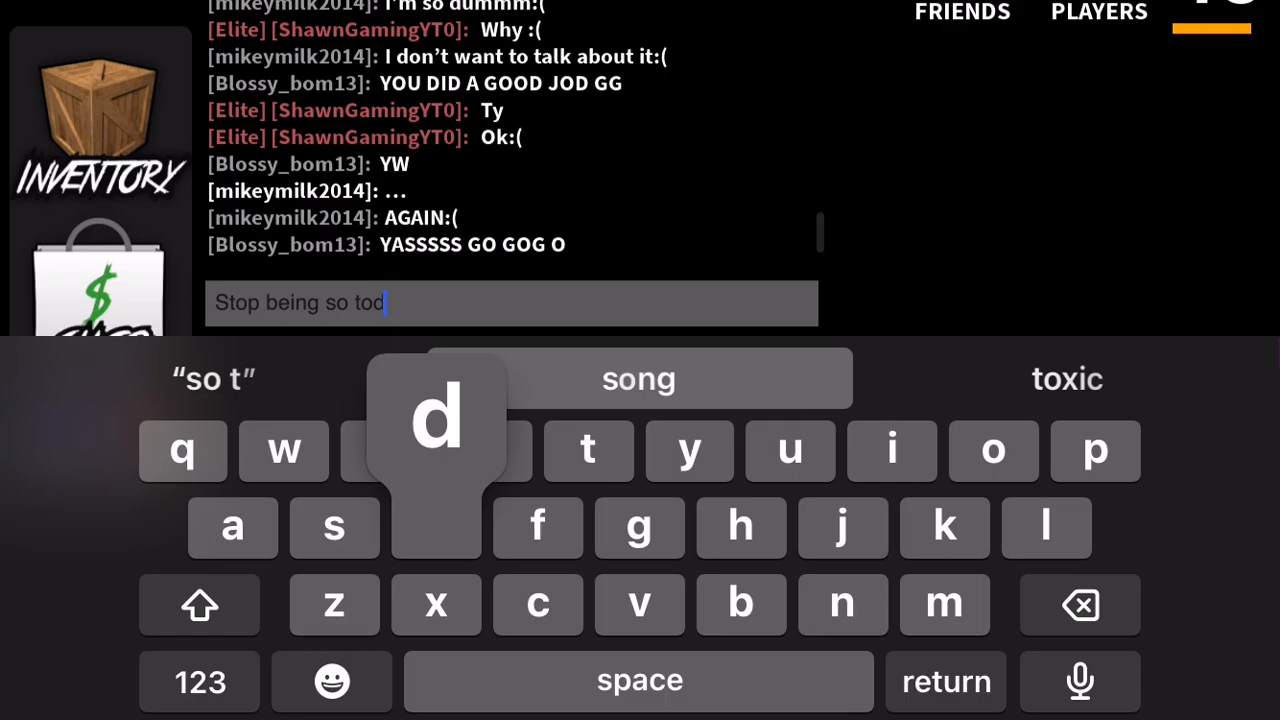 [mikeymilk2014]: I'm so dummm:(
[Elite] [ShawnGamingYT0]: Why :(
[mikeymilk2014]: I don’t want to talk about it:(
[Blossy_bom13]: YOU DID A GOOD JOD GG
[Elite] [ShawnGamingYT0]: Ty
[Elite] [ShawnGamingYT0]: Ok:(
[Blossy_bom13]: YW
[mikeymilk2014]: ...
[mikeymilk2014]: AGAIN:(
[Blossy_bom13]: YASSSSS GO GOG O
FRIENDS PLAYERS
INVENTORY
$
Stop being so tod
“so t” song toxic
d
q w t y u i o p
a s f g h j k l
z x c v b n m
123 space return